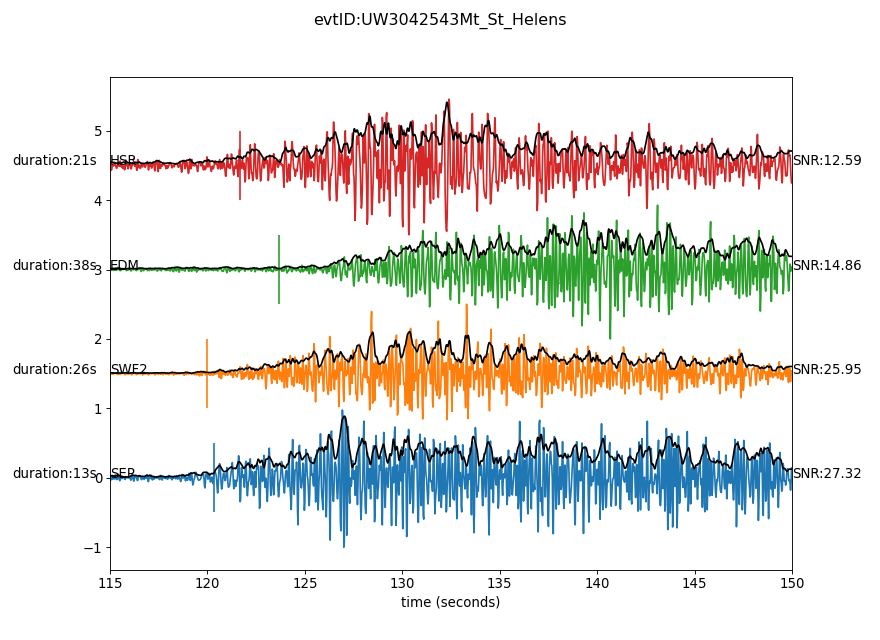 evtID:UW3042543Mt_St_Helens
5
duration:21s HSR SNR:12.59
4
duration:38s 3 EDM SNR:14.86
2
duration:26s SWF2 SNR:25.95
1
duration:13s 0 SEP SNR:27.32
−1
115 120 125 130 135 140 145 150
time (seconds)